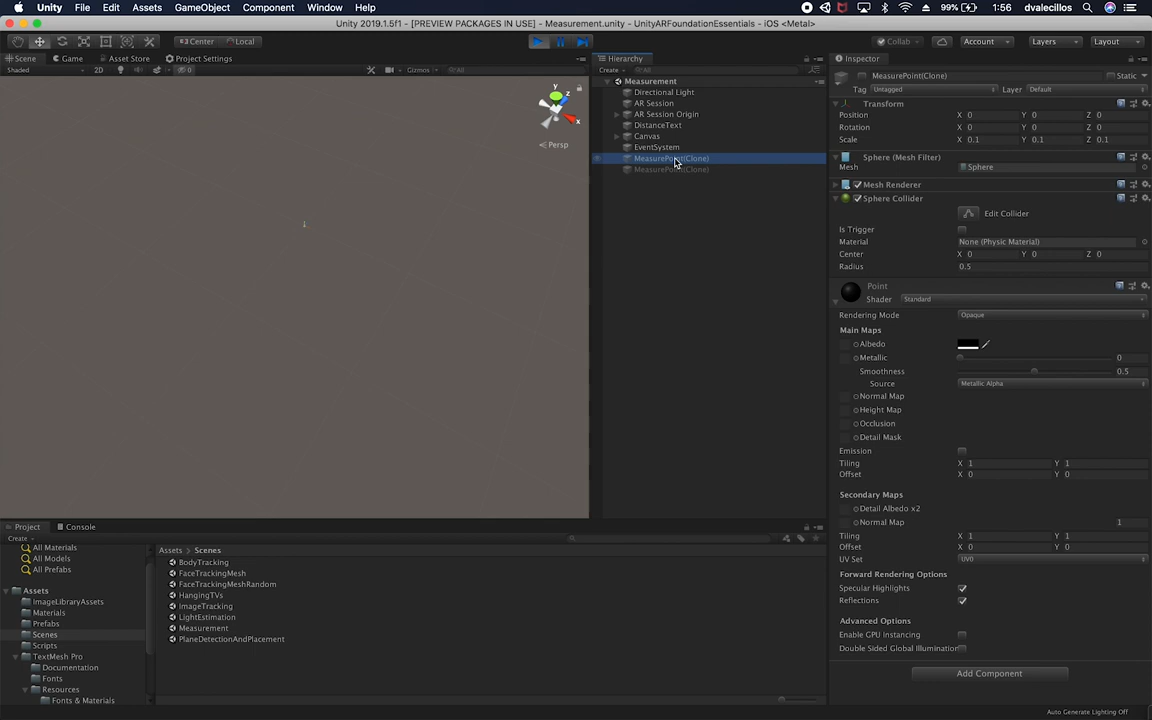 Unity File Edit Assets GameObject Component Window Help 99% 1:56 dvalecillos
Unity 2019.1.5f1 - [PREVIEW PACKAGES IN USE] - Measurement.unity - UnityARFoundationEssentials - iOS <Metal>
Center Local Collab Account Layers Layout
Scene Game Asset Store Project Settings Hierarchy Inspector
Shaded 2D 0 Gizmos All Create All
MeasurePoint(Clone) Static
Tag Untagged Layer Default
Measurement
Directional Light
AR Session
AR Session Origin
DistanceText
Canvas
EventSystem
MeasurePoint(Clone)
MeasurePoint(Clone)
y
z
x
Persp
Transform
Position X 0 Y 0 Z 0
Rotation X 0 Y 0 Z 0
Scale X 0.1 Y 0.1 Z 0.1
Sphere (Mesh Filter)
Mesh Sphere
Mesh Renderer
Sphere Collider
Edit Collider
Is Trigger
Material None (Physic Material)
Center X 0 Y 0 Z 0
Radius 0.5
Point
Shader Standard
Rendering Mode Opaque
Main Maps
Albedo
Metallic 0
Smoothness 0.5
Source Metallic Alpha
Normal Map
Height Map
Occlusion
Detail Mask
Emission
Tiling X 1 Y 1
Offset X 0 Y 0
Secondary Maps
Detail Albedo x2
Normal Map 1
Tiling X 1 Y 1
Offset X 0 Y 0
UV Set UV0
Forward Rendering Options
Specular Highlights
Reflections
Advanced Options
Enable GPU Instancing
Double Sided Global Illumination
Add Component
Project Console
Create
All Materials
All Models
All Prefabs
Assets
ImageLibraryAssets
Materials
Prefabs
Scenes
Scripts
TextMesh Pro
Documentation
Fonts
Resources
Fonts & Materials
Assets > Scenes
BodyTracking
FaceTrackingMesh
FaceTrackingMeshRandom
HangingTVs
ImageTracking
LightEstimation
Measurement
PlaneDetectionAndPlacement
Auto Generate Lighting Off